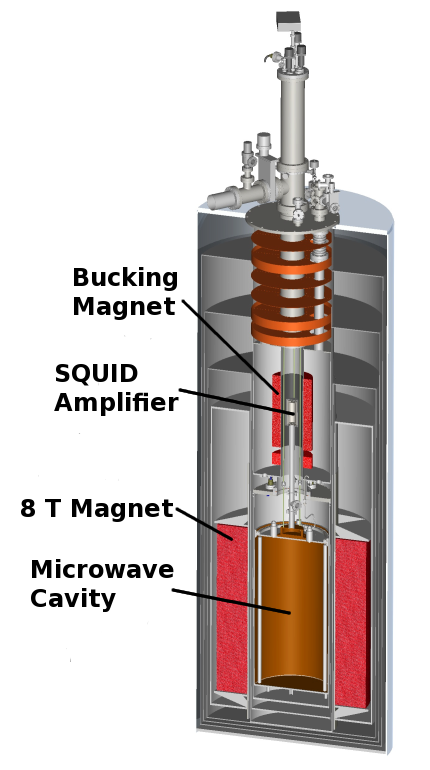 Bucking
Magnet
SQUID
Amplifier
8 T Magnet
Microwave
Cavity